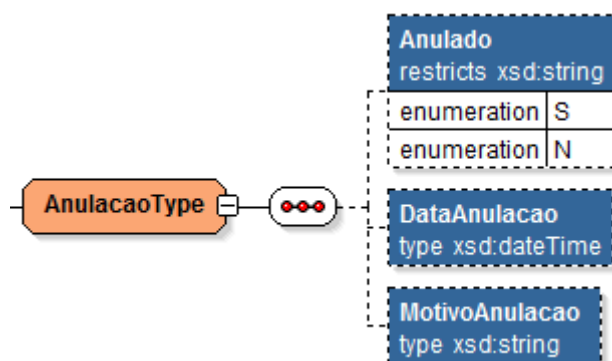 Anulado
restricts xsd:string
enumeration S
enumeration N
AnulacaoType
DataAnulacao
type xsd:dateTime
MotivoAnulacao
type xsd:string